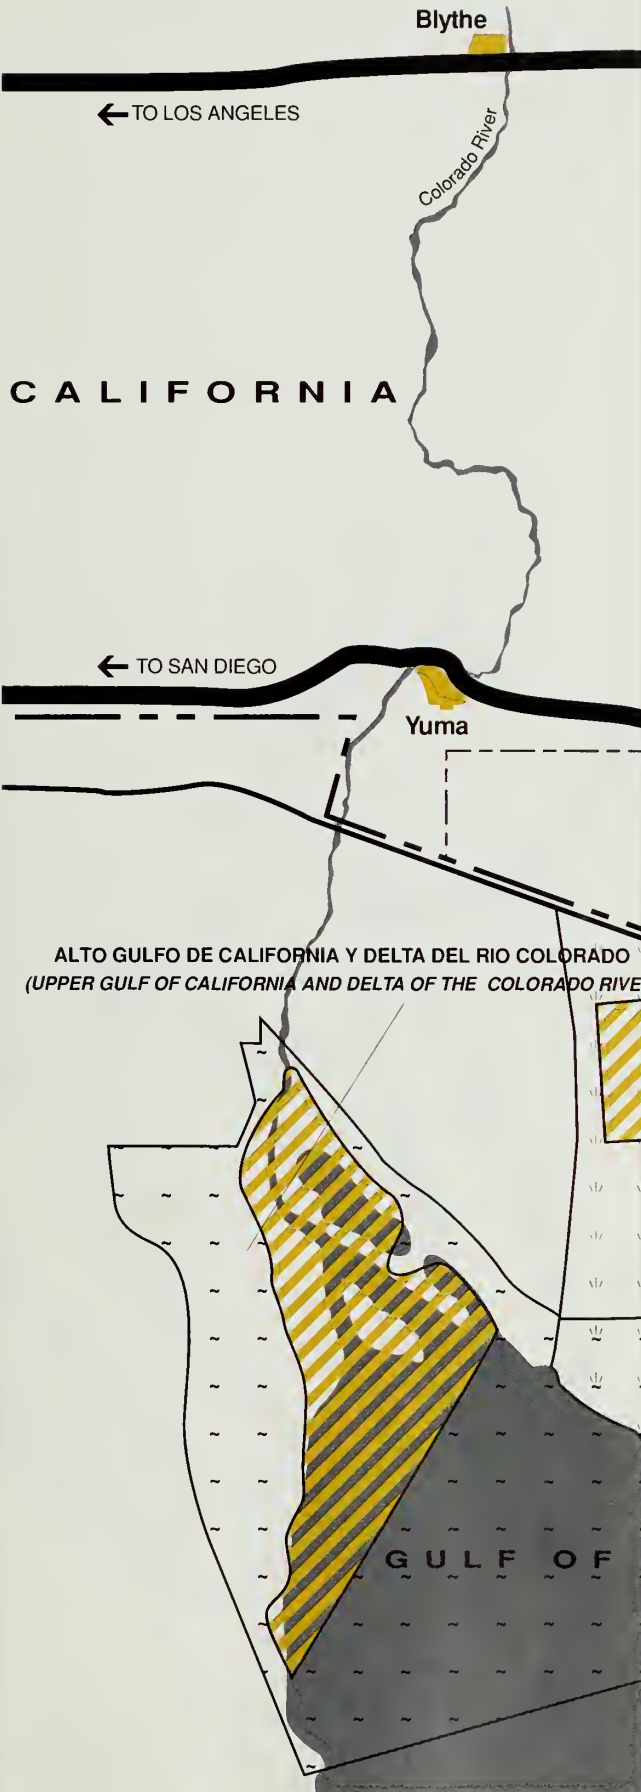 Blythe
← TO LOS ANGELES
Colorado River
CALIFORNIA
← TO SAN DIEGO
Yuma
ALTO GULFO DE CALIFORNIA Y DELTA DEL RIO COLORADO
(UPPER GULF OF CALIFORNIA AND DELTA OF THE COLORADO RIVE
GULF OF